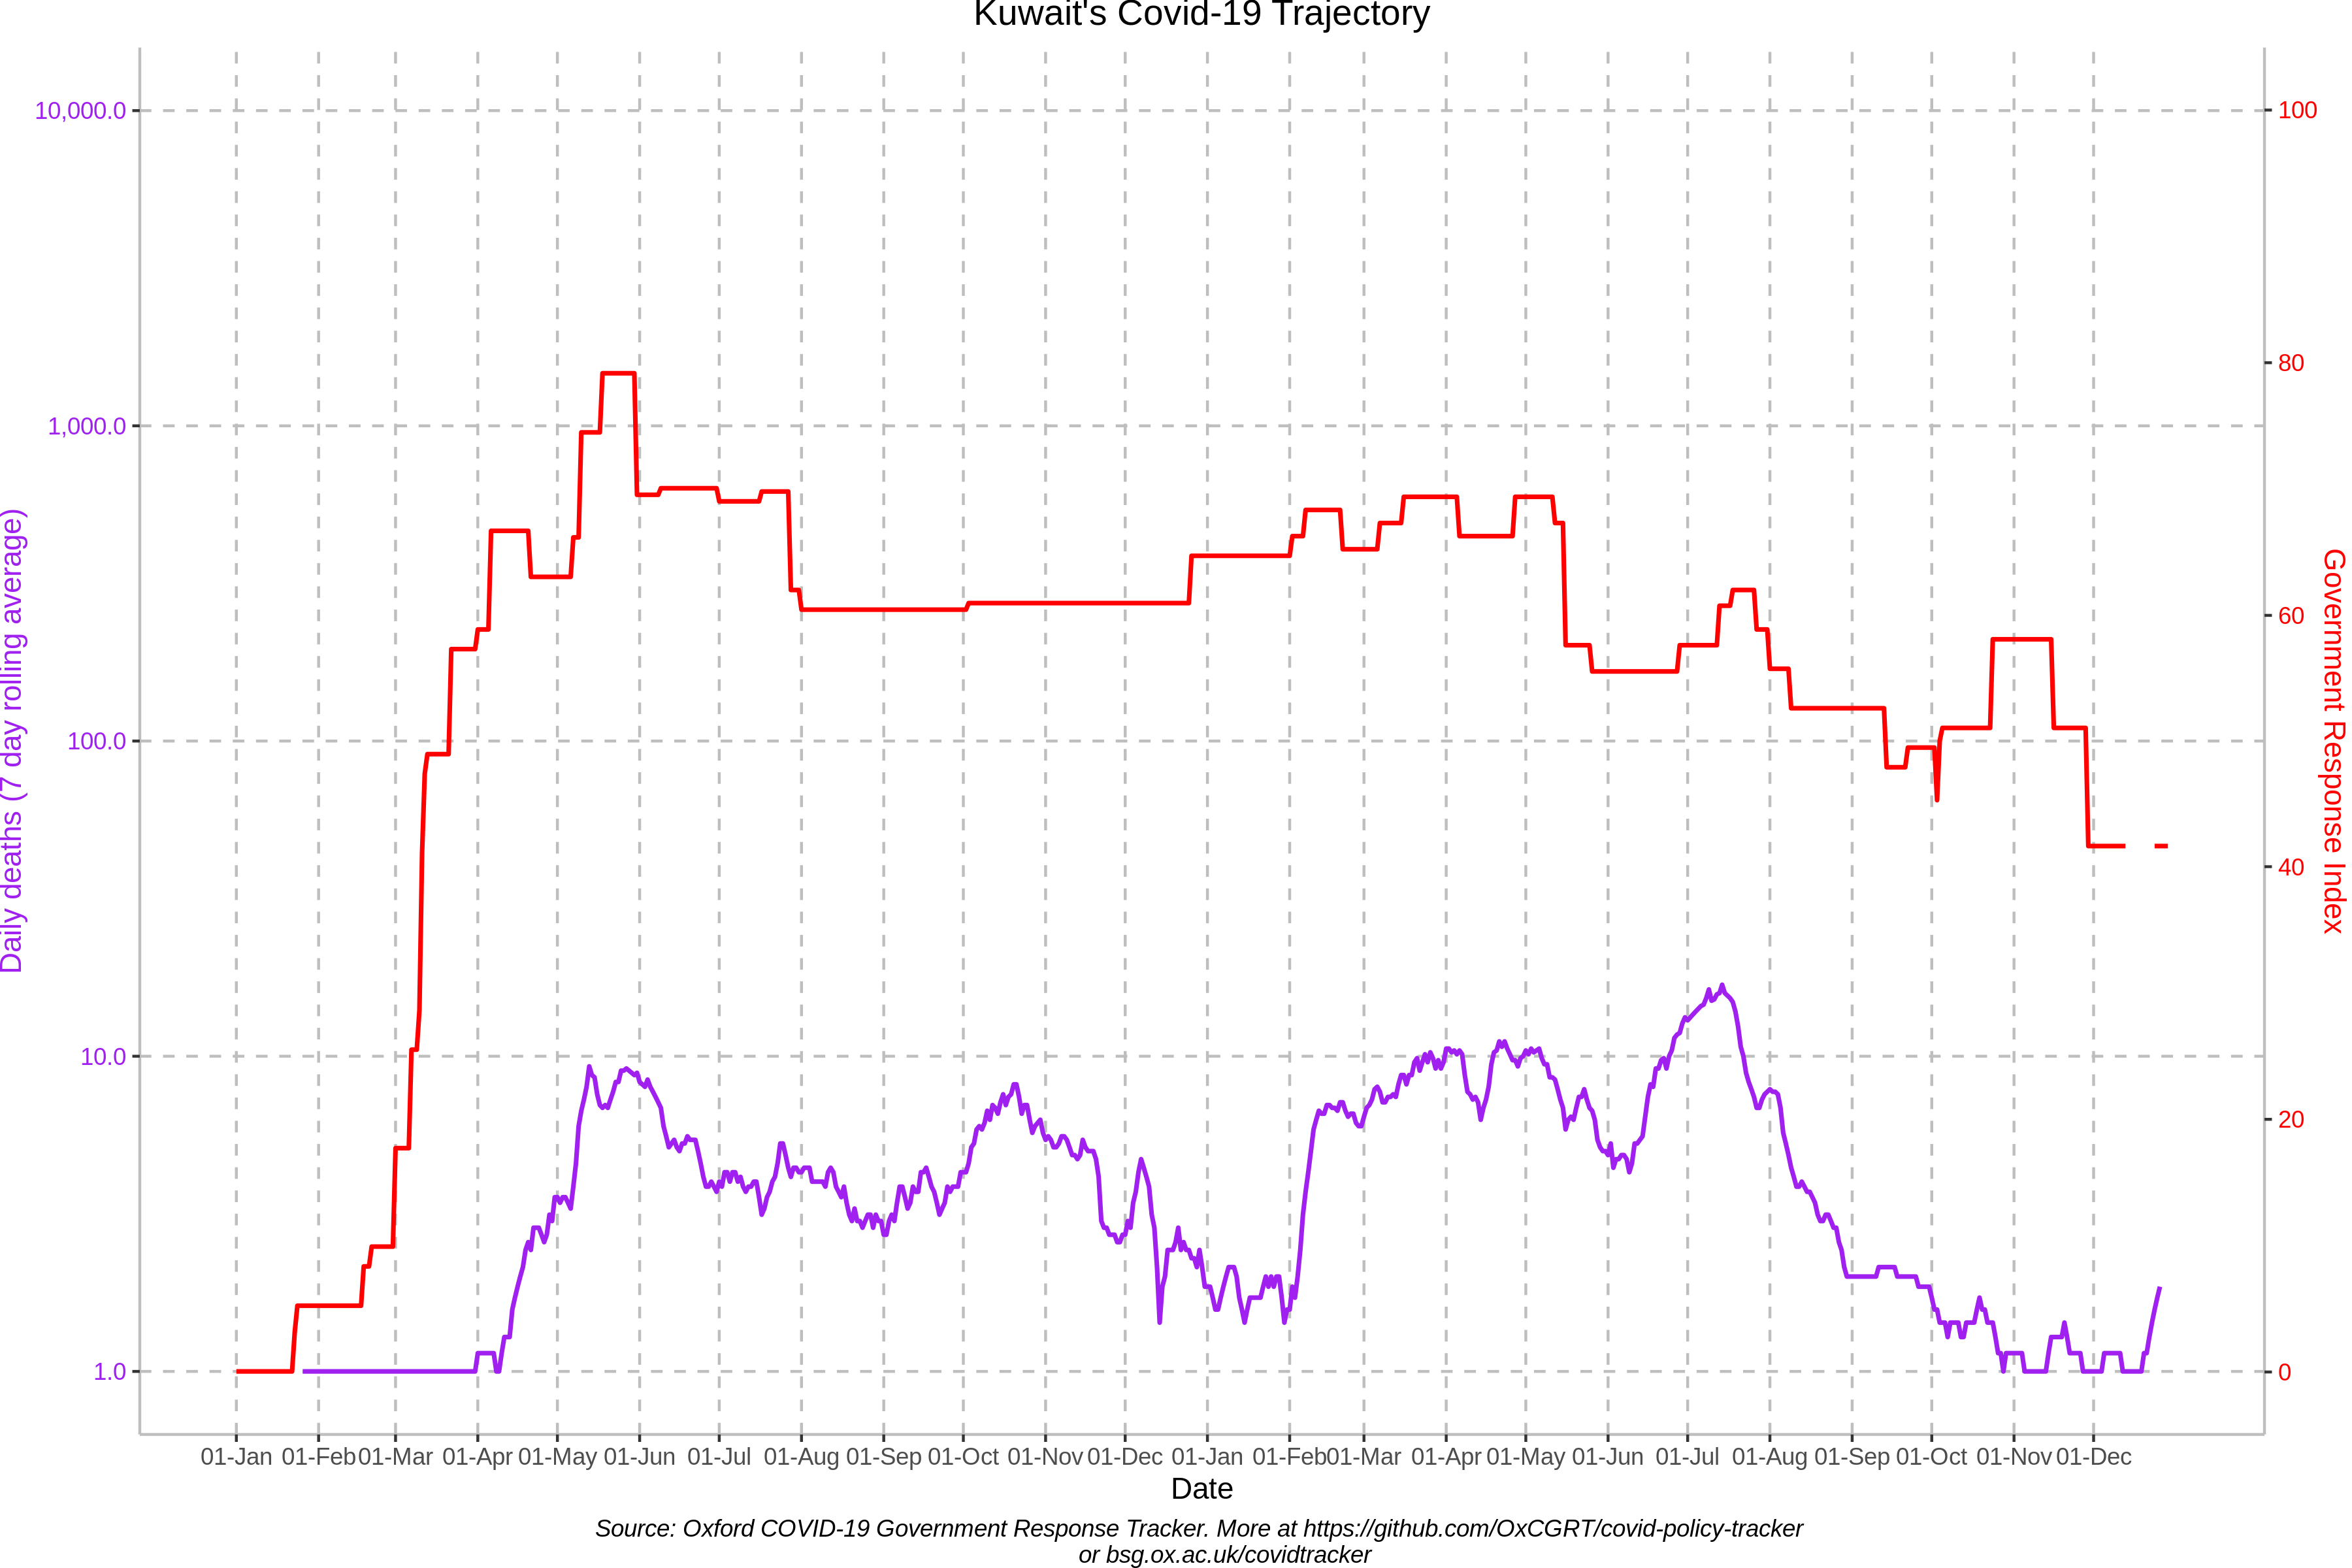 Kuwait's Covid-19 Trajectory
10,000.0
1,000.0
100.0
10.0
1.0
Daily deaths (7 day rolling average)
100
80
60
40
20
0
Government Response Index
01-Jan 01-Feb 01-Mar 01-Apr 01-May 01-Jun 01-Jul 01-Aug 01-Sep 01-Oct 01-Nov 01-Dec 01-Jan 01-Feb 01-Mar 01-Apr 01-May 01-Jun 01-Jul 01-Aug 01-Sep 01-Oct 01-Nov 01-Dec
Date
Source: Oxford COVID-19 Government Response Tracker. More at https://github.com/OxCGRT/covid-policy-tracker
or bsg.ox.ac.uk/covidtracker